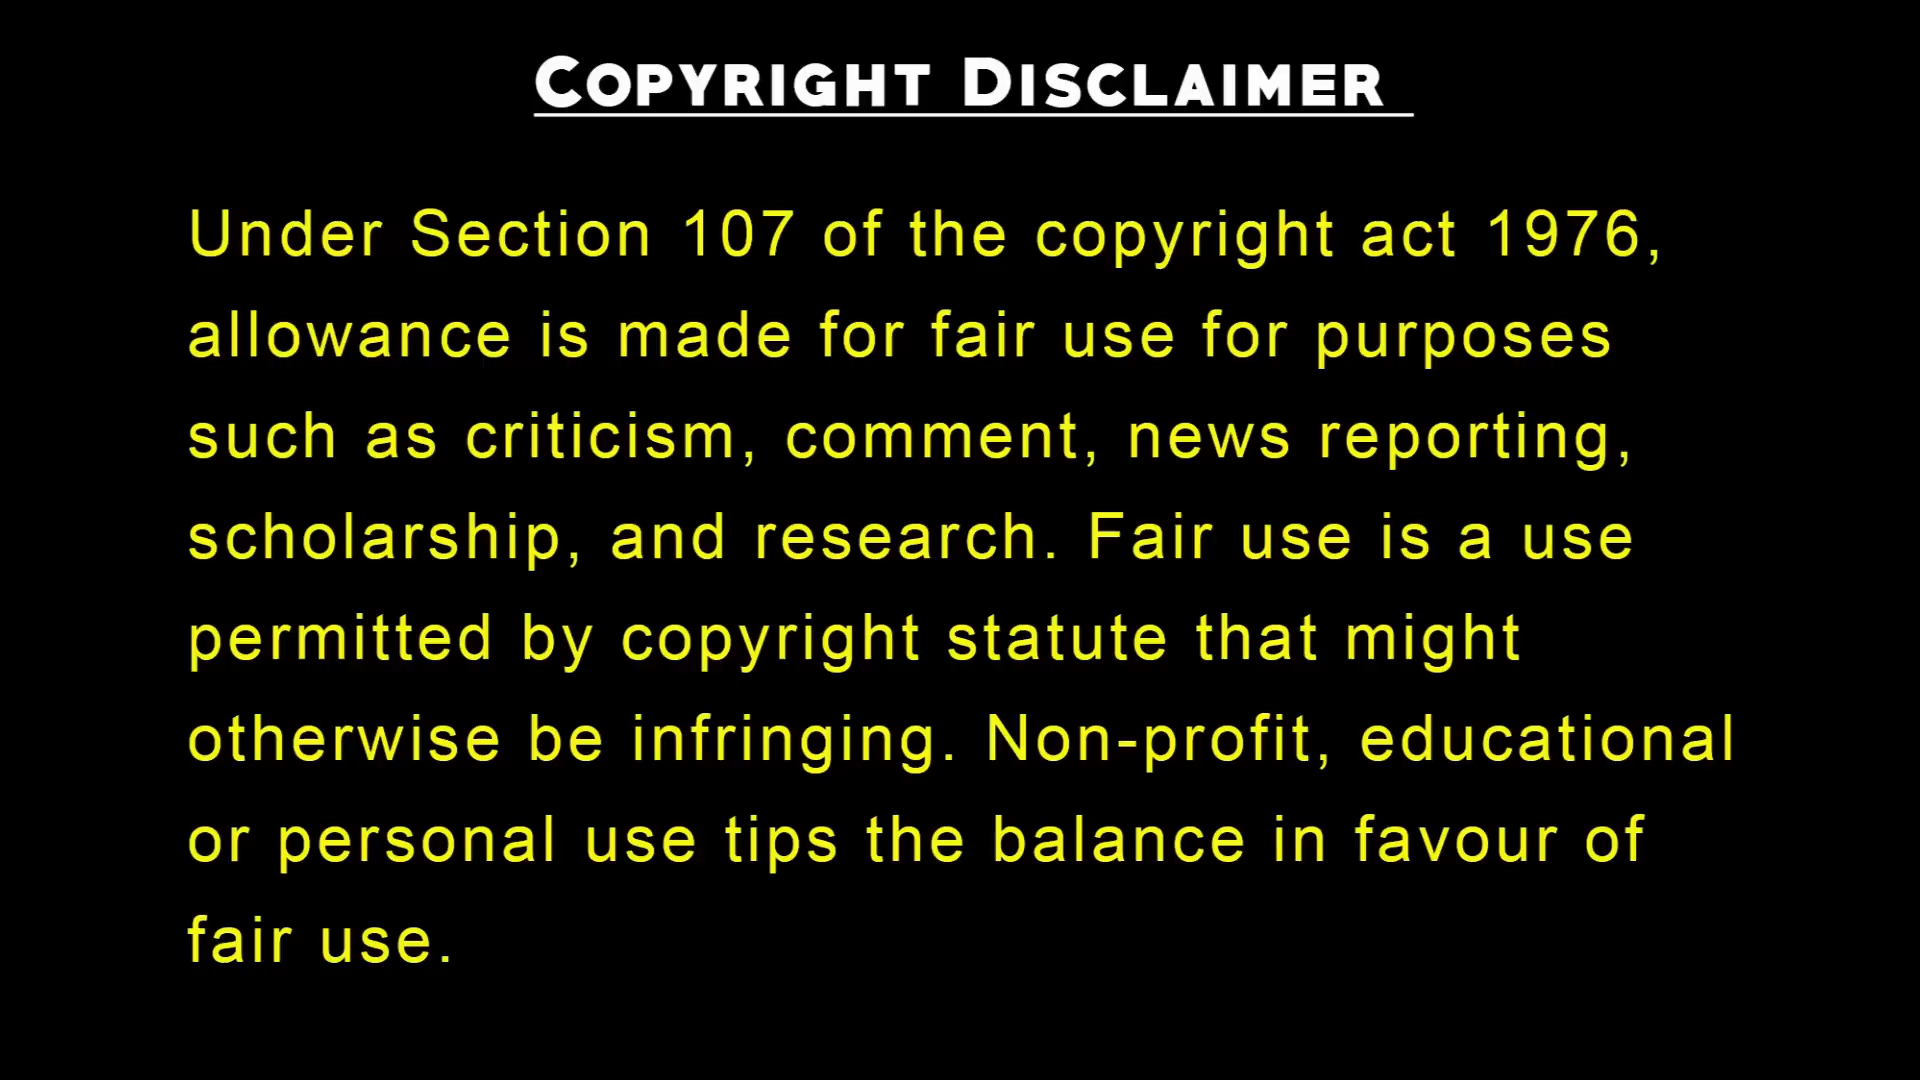 Copyright Disclaimer
Under Section 107 of the copyright act 1976,
allowance is made for fair use for purposes
such as criticism, comment, news reporting,
scholarship, and research. Fair use is a use
permitted by copyright statute that might
otherwise be infringing. Non-profit, educational
or personal use tips the balance in favour of
fair use.